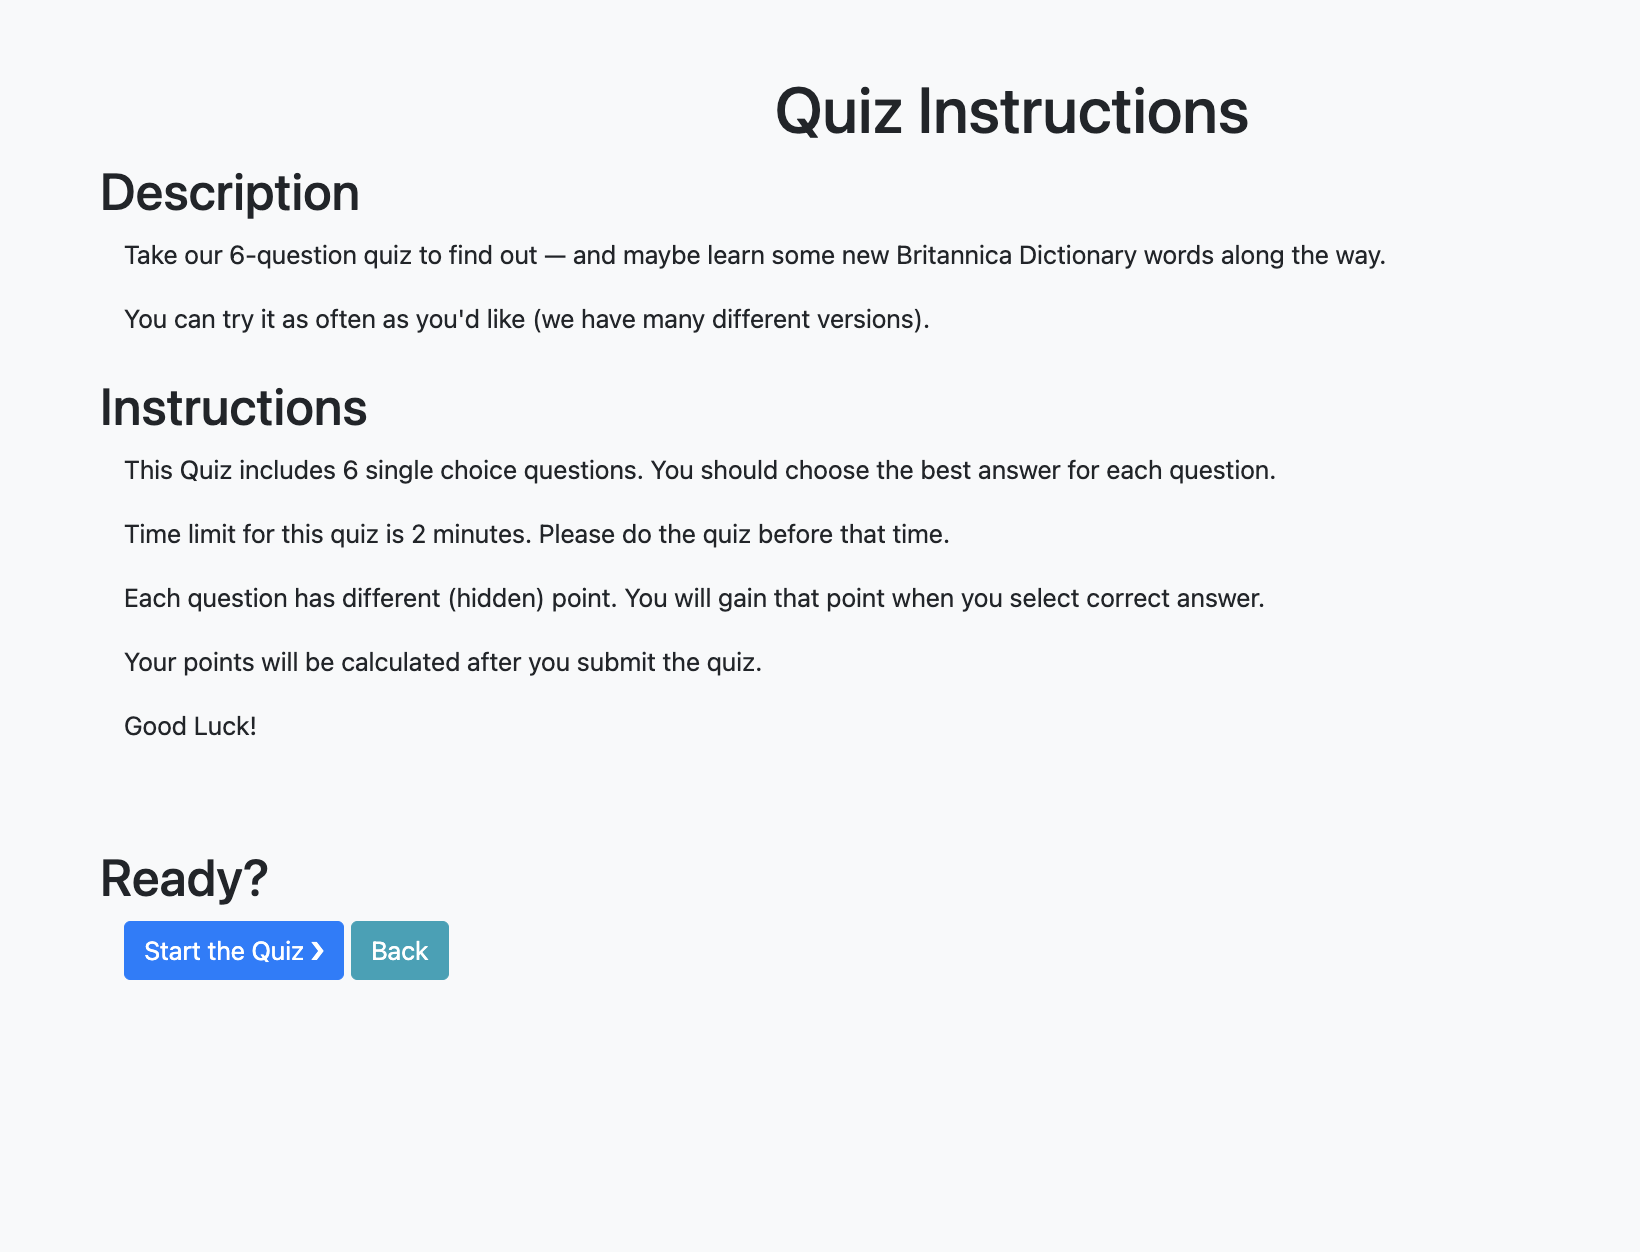 Quiz Instructions
Description
Take our 6-question quiz to find out — and maybe learn some new Britannica Dictionary words along the way.
You can try it as often as you'd like (we have many different versions).
Instructions
This Quiz includes 6 single choice questions. You should choose the best answer for each question.
Time limit for this quiz is 2 minutes. Please do the quiz before that time.
Each question has different (hidden) point. You will gain that point when you select correct answer.
Your points will be calculated after you submit the quiz.
Good Luck!
Ready?
Start the Quiz ❯ Back